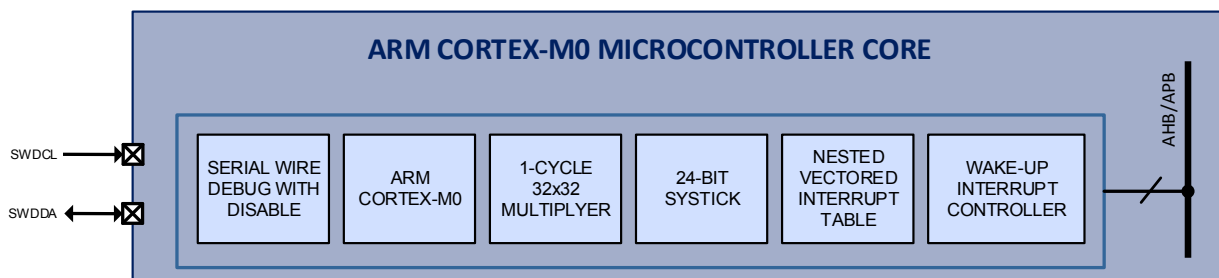 ARM CORTEX-M0 MICROCONTROLLER CORE
AHB/APB
SWDCL
SWDDA
SERIAL WIRE
DEBUG WITH
DISABLE
ARM
CORTEX-M0
1-CYCLE
32x32
MULTIPLYER
24-BIT
SYSTICK
NESTED
VECTORED
INTERRUPT
TABLE
WAKE-UP
INTERRUPT
CONTROLLER